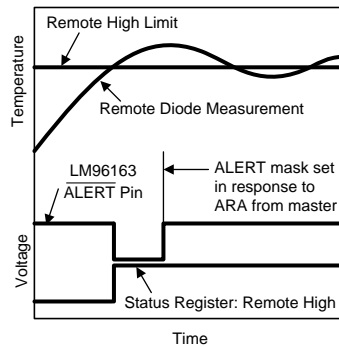 Remote High Limit
Temperature
Remote Diode Measurement
LM96163
ALERT Pin
ALERT mask set
in response to
ARA from master
Voltage
Status Register: Remote High
Time